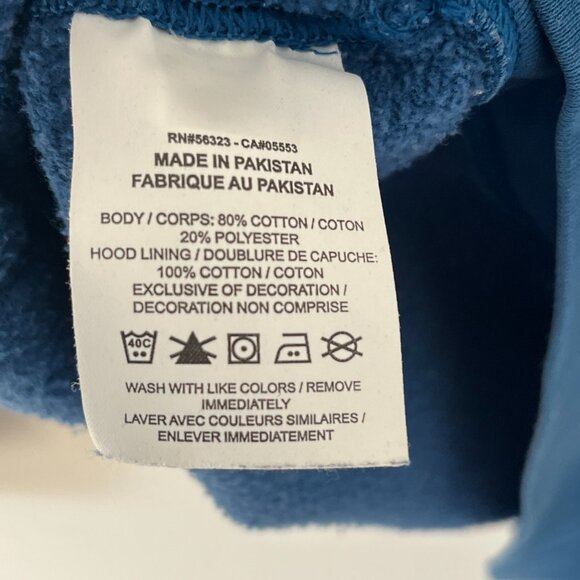 RN#56323 - CA#05553
MADE IN PAKISTAN
FABRIQUE AU PAKISTAN
BODY / CORPS: 80% COTTON / COTON
20% POLYESTER
HOOD LINING / DOUBLURE DE CAPUCHE:
100% COTTON / COTON
EXCLUSIVE OF DECORATION /
DECORATION NON COMPRISE
40C
WASH WITH LIKE COLORS / REMOVE
IMMEDIATELY
LAVER AVEC COULEURS SIMILAIRES /
ENLEVER IMMEDIATEMENT